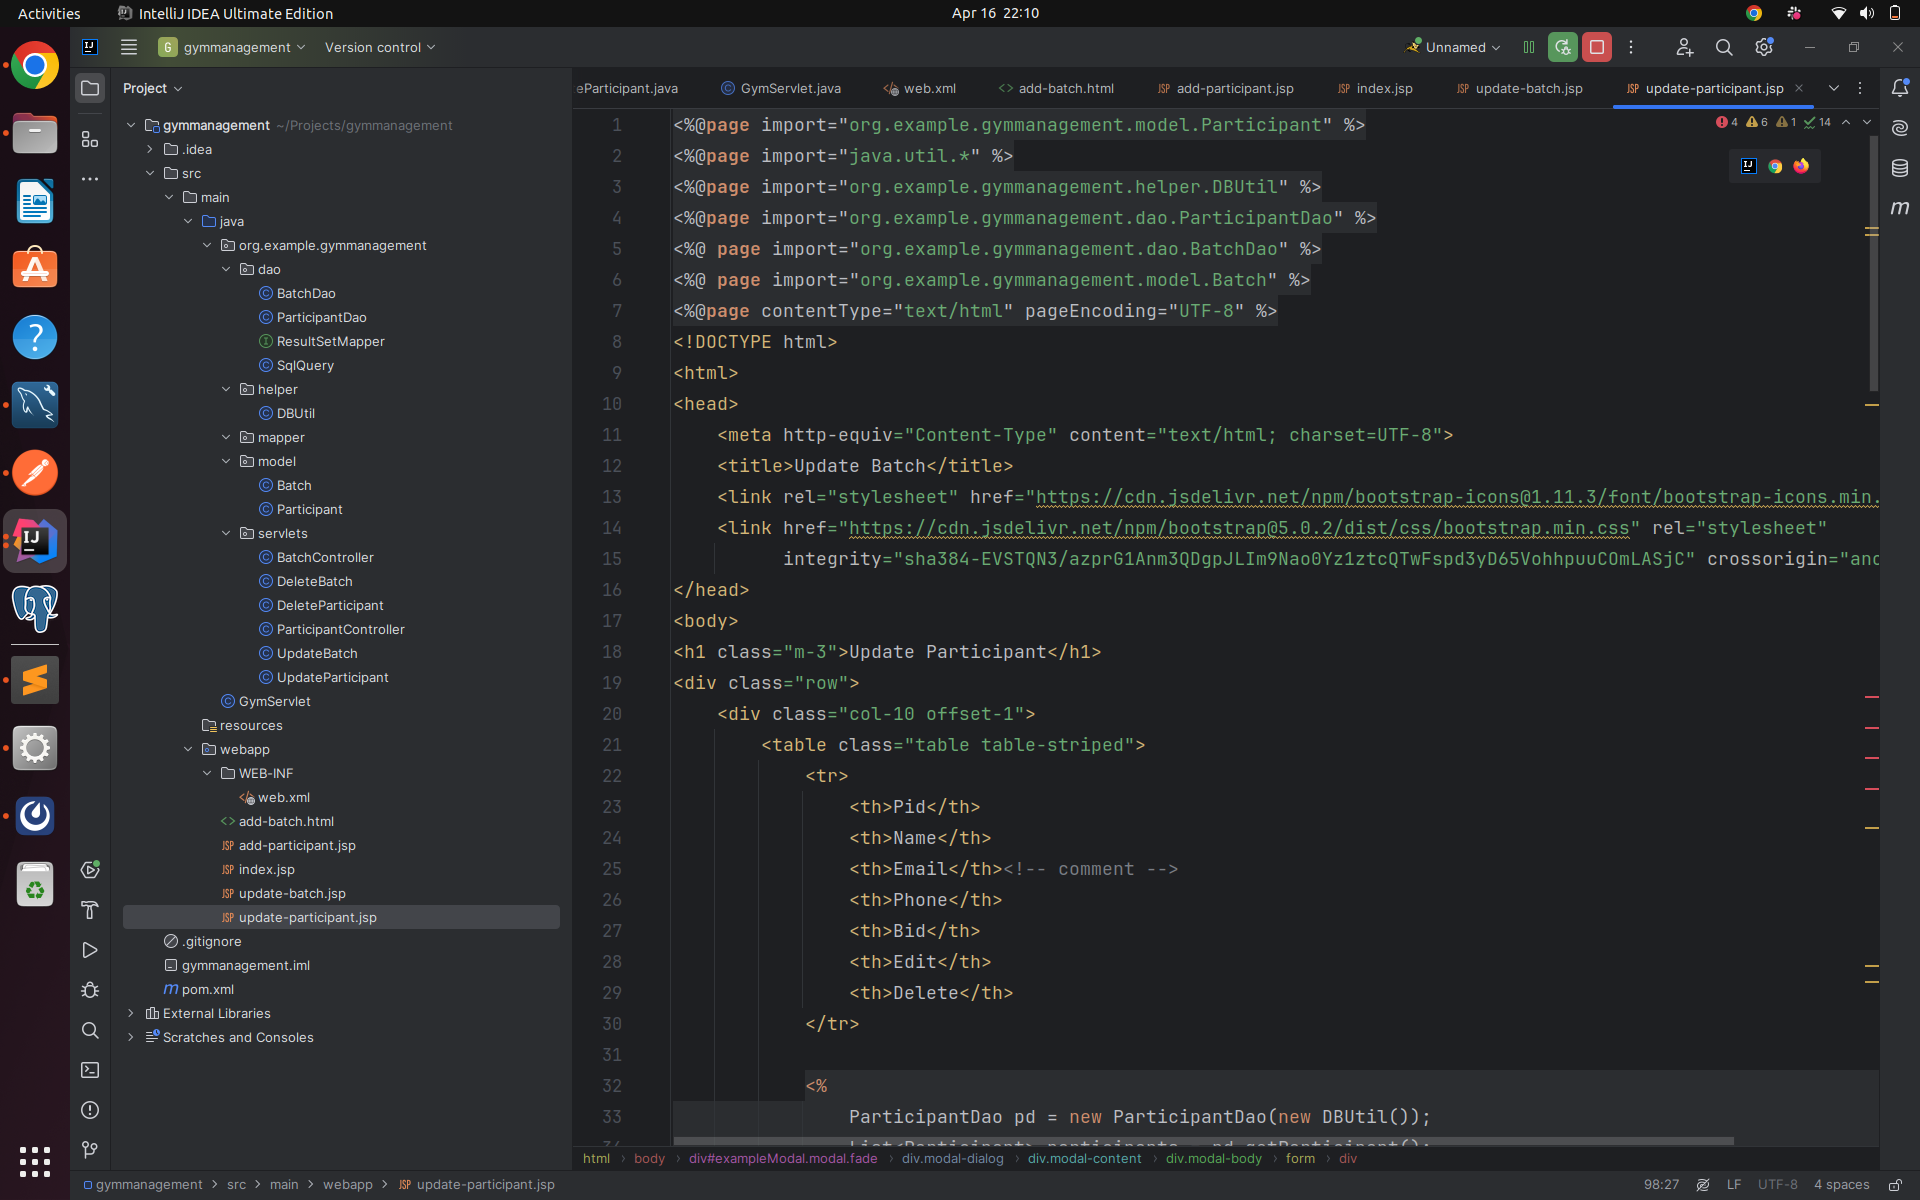 Activities
IntelliJ IDEA Ultimate Edition
Apr 16 22:10
G gymmanagement
Version control
Unnamed
Project
eParticipant.java
GymServlet.java
web.xml
add-batch.html
add-participant.jsp
index.jsp
update-batch.jsp
update-participant.jsp
gymmanagement ~/Projects/gymmanagement
.idea
src
main
java
org.example.gymmanagement
dao
BatchDao
ParticipantDao
ResultSetMapper
SqlQuery
helper
DBUtil
mapper
model
Batch
Participant
servlets
BatchController
DeleteBatch
DeleteParticipant
ParticipantController
UpdateBatch
UpdateParticipant
GymServlet
resources
webapp
WEB-INF
web.xml
add-batch.html
add-participant.jsp
index.jsp
update-batch.jsp
update-participant.jsp
.gitignore
gymmanagement.iml
pom.xml
External Libraries
Scratches and Consoles
4 6 1 14
1 <%@page import="org.example.gymmanagement.model.Participant" %>
2 <%@page import="java.util.*" %>
3 <%@page import="org.example.gymmanagement.helper.DBUtil" %>
4 <%@page import="org.example.gymmanagement.dao.ParticipantDao" %>
5 <%@ page import="org.example.gymmanagement.dao.BatchDao" %>
6 <%@ page import="org.example.gymmanagement.model.Batch" %>
7 <%@page contentType="text/html" pageEncoding="UTF-8" %>
8 <!DOCTYPE html>
9 <html>
10 <head>
11 <meta http-equiv="Content-Type" content="text/html; charset=UTF-8">
12 <title>Update Batch</title>
13 <link rel="stylesheet" href="https://cdn.jsdelivr.net/npm/bootstrap-icons@1.11.3/font/bootstrap-icons.min.
14 <link href="https://cdn.jsdelivr.net/npm/bootstrap@5.0.2/dist/css/bootstrap.min.css" rel="stylesheet"
15 integrity="sha384-EVSTQN3/azprG1Anm3QDgpJLIm9Nao0Yz1ztcQTwFspd3yD65VohhpuuCOmLASjC" crossorigin="ano
16 </head>
17 <body>
18 <h1 class="m-3">Update Participant</h1>
19 <div class="row">
20 <div class="col-10 offset-1">
21 <table class="table table-striped">
22 <tr>
23 <th>Pid</th>
24 <th>Name</th>
25 <th>Email</th><!-- comment -->
26 <th>Phone</th>
27 <th>Bid</th>
28 <th>Edit</th>
29 <th>Delete</th>
30 </tr>
31
32 <%
33 ParticipantDao pd = new ParticipantDao(new DBUtil());
34 List<Participant> participants = pd.getParticipant();
html
body
div#exampleModal.modal.fade
div.modal-dialog
div.modal-content
div.modal-body
form
div
gymmanagement
src
main
webapp
update-participant.jsp
98:27
LF
UTF-8
4 spaces